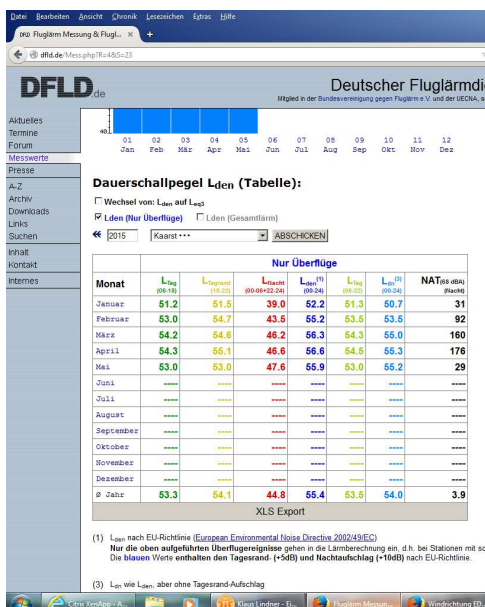 Datei Bearbeiten Ansicht Chronik Lesezeichen Extras Hilfe
DFLD Fluglärm Messung & Flugl... × +
dfld.de/Mess.php?R=4&S=23
DFLD.de
Deutscher Fluglärmdi
Mitglied in der Bundesvereinigung gegen Fluglärm e.V. und der UECNA, s
Aktuelles
Termine
Forum
Messwerte
Presse
A-Z
Archiv
Downloads
Links
Suchen
Inhalt
Kontakt
Internes
40
01 02 03 04 05 06 07 08 09 10 11 12
Jan Feb Mär Apr Mai Jun Jul Aug Sep Okt Nov Dez
Dauerschallpegel Lden (Tabelle):
Wechsel von: Lden auf Leq3
Lden (Nur Überflüge) Lden (Gesamtlärm)
2015 Kaarst ••• ABSCHICKEN
Nur Überflüge
Monat LTag (06-18) LTagrand (18-22) LNacht (00-06+22-24) Lden (1) (00-24) LTag (06-22) Ldn (3) (00-24) NAT(68 dBA) (Nacht)
Januar 51.2 51.5 39.0 52.2 51.3 50.7 31
Februar 53.0 54.7 43.5 55.2 53.5 53.5 92
März 54.2 54.6 46.2 56.3 54.3 55.0 160
April 54.3 55.1 46.6 56.6 54.5 55.3 176
Mai 53.0 53.0 47.6 55.9 53.0 55.2 29
Juni ---- ---- ---- ---- ---- ---- ----
Juli ---- ---- ---- ---- ---- ---- ----
August ---- ---- ---- ---- ---- ---- ----
September ---- ---- ---- ---- ---- ---- ----
Oktober ---- ---- ---- ---- ---- ---- ----
November ---- ---- ---- ---- ---- ---- ----
Dezember ---- ---- ---- ---- ---- ---- ----
Ø Jahr 53.3 54.1 44.8 55.4 53.5 54.0 3.9
XLS Export
(1) Lden nach EU-Richtlinie (European Environmental Noise Directive 2002/49/EC)
Nur die oben aufgeführten Überflugereignisse gehen in die Lärmberechnung ein, d.h. bei Stationen mit sc
Die blauen Werte enthalten den Tagesrand- (+5dB) und Nachtaufschlag (+10dB) nach EU-Richtlinie.
(3) Ldn wie Lden, aber ohne Tagesrand-Aufschlag
Citrix XenApp - A... Klaus Lindner - Ei... Fluglärm Messun... Windrichtung ED...